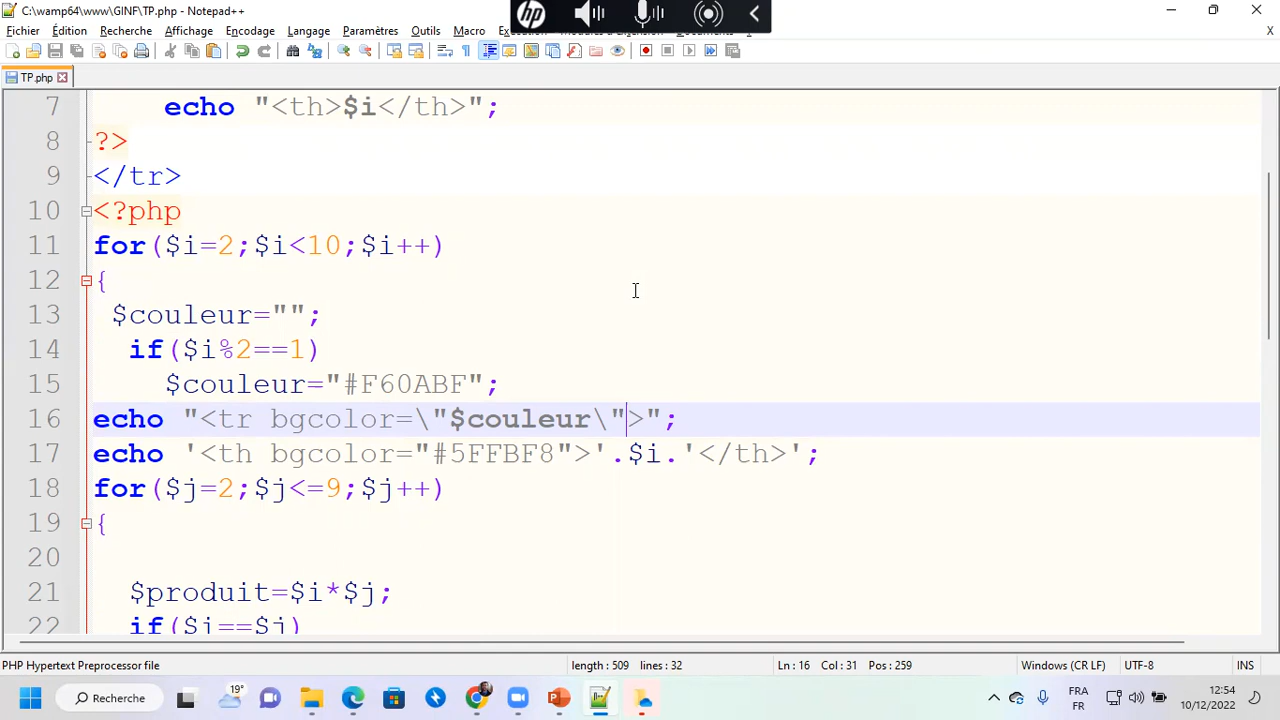 C:\wamp64\www\GINF\TP.php - Notepad++
hp
Fichier Édition Recherche Affichage Encodage Langage Paramètres Outils Macro
TP.php
7 echo "<th>$i</th>";
8 ?>
9 </tr>
10 <?php
11 for($i=2;$i<10;$i++)
12 {
13 $couleur="";
14 if($i%2==1)
15 $couleur="#F60ABF";
16 echo "<tr bgcolor=\"$couleur\">";
17 echo '<th bgcolor="#5FFBF8">'.$i.'</th>';
18 for($j=2;$j<=9;$j++)
19 {
20
21 $produit=$i*$j;
22 if($i==$j)
PHP Hypertext Preprocessor file length : 509 lines : 32 Ln : 16 Col : 31 Pos : 259 Windows (CR LF) UTF-8 INS
19° Recherche FRA FR 12:54 10/12/2022